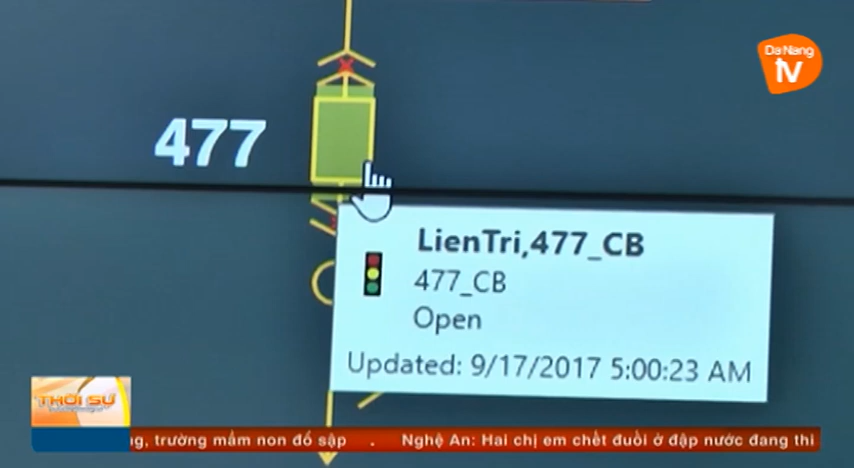 Da Nang
tv
477
LienTri,477_CB
477_CB
Open
Updated: 9/17/2017 5:00:23 AM
THỜI SỰ
trường mầm non đổ sập . Nghệ An: Hai chị em chết đuối ở đập nước đang thi